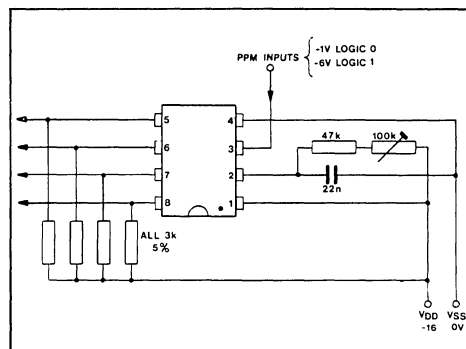 -1V LOGIC 0
PPM INPUTS
-6V LOGIC 1
5
4
47k
100k
6
3
7
2
22n
8
1
ALL 3k
5%
VDD
-16
VSS
0V